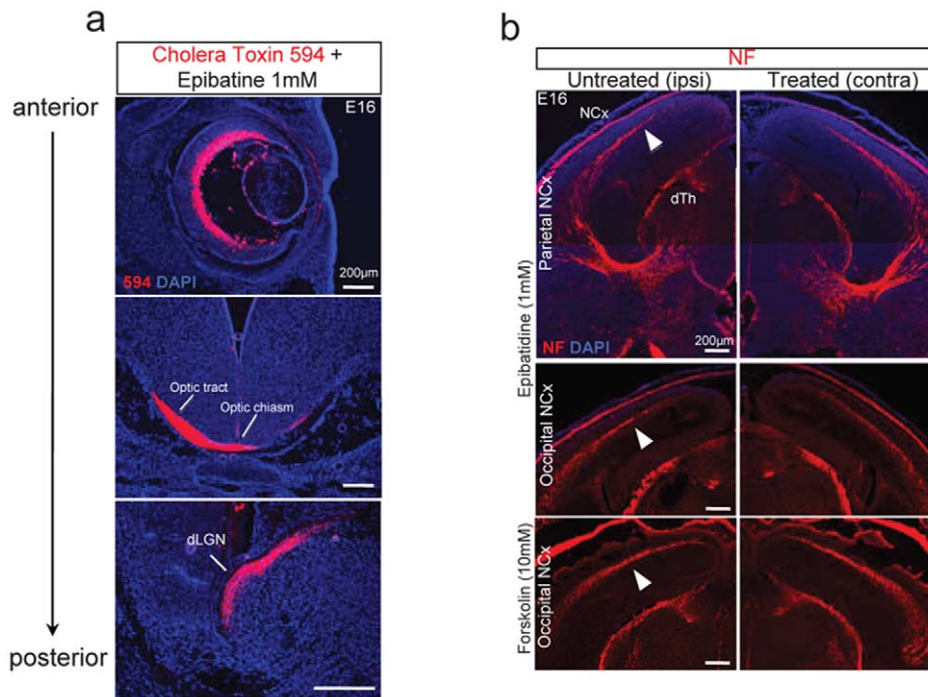 a
Cholera Toxin 594 +
Epibatine 1mM
anterior
posterior
E16
594 DAPI
200µm
Optic tract
Optic chiasm
dLGN
b
NF
Untreated (ipsi)
Treated (contra)
Epibatidine (1mM)
Parietal NCx
E16
NCx
dTh
NF DAPI
200µm
Occipital NCx
Forskolin (10mM)
Occipital NCx